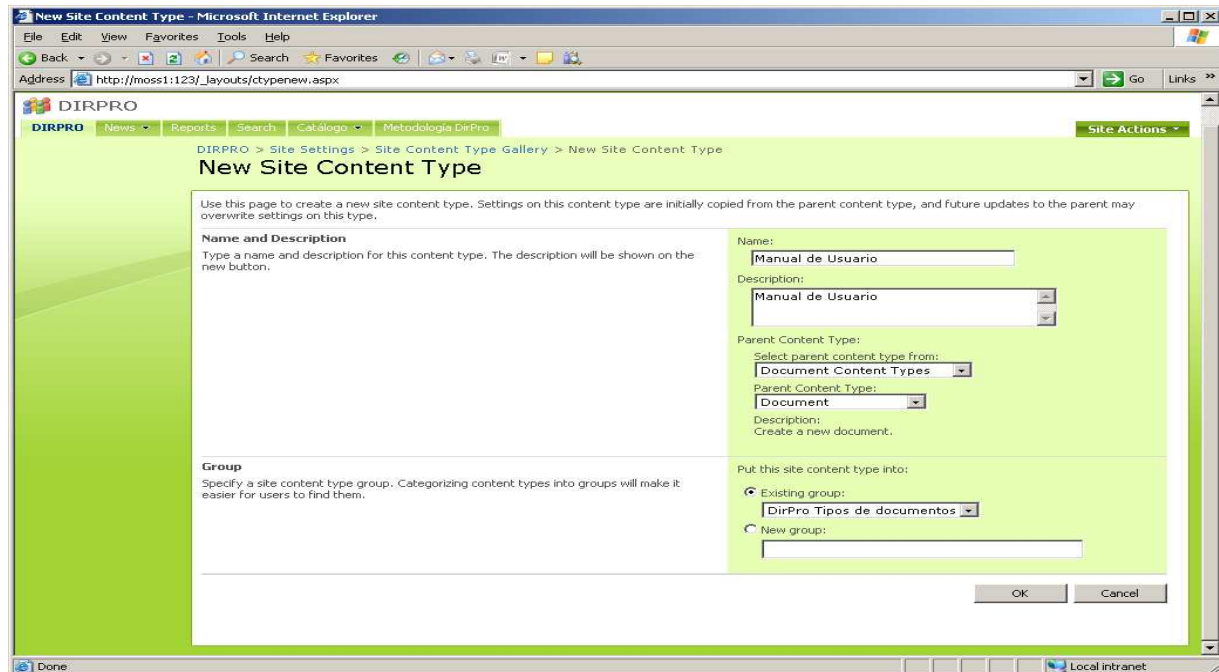 New Site Content Type - Microsoft Internet Explorer
File Edit View Favorites Tools Help
Back Search Favorites
Address http://moss1:123/_layouts/ctypenew.aspx Go Links »
DIRPRO
DIRPRO News Reports Search Catálogo Metodología DirPro Site Actions
DIRPRO > Site Settings > Site Content Type Gallery > New Site Content Type
New Site Content Type
Use this page to create a new site content type. Settings on this content type are initially copied from the parent content type, and future updates to the parent may
overwrite settings on this type.
Name and Description
Type a name and description for this content type. The description will be shown on the
new button.
Name:
Manual de Usuario
Description:
Manual de Usuario
Parent Content Type:
Select parent content type from:
Document Content Types
Parent Content Type:
Document
Description:
Create a new document.
Group
Specify a site content type group. Categorizing content types into groups will make it
easier for users to find them.
Put this site content type into:
Existing group:
DirPro Tipos de documentos
New group:
OK Cancel
Done Local intranet